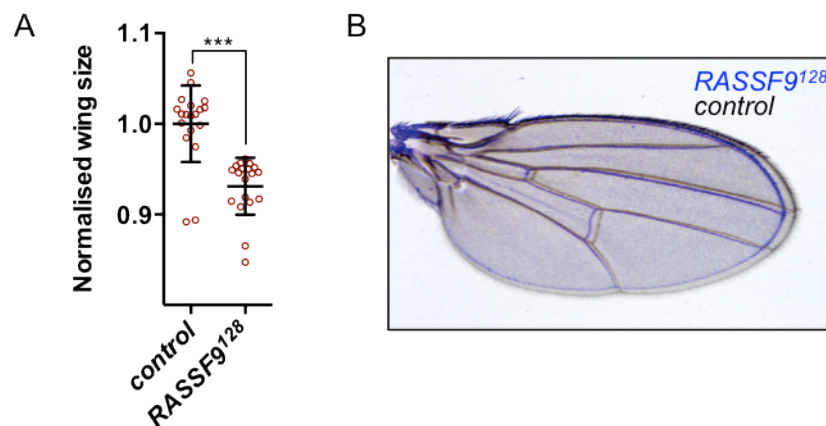 A
Normalised wing size
1.1
1.0
0.9
***
control
RASSF9¹²⁸
B
RASSF9¹²⁸
control